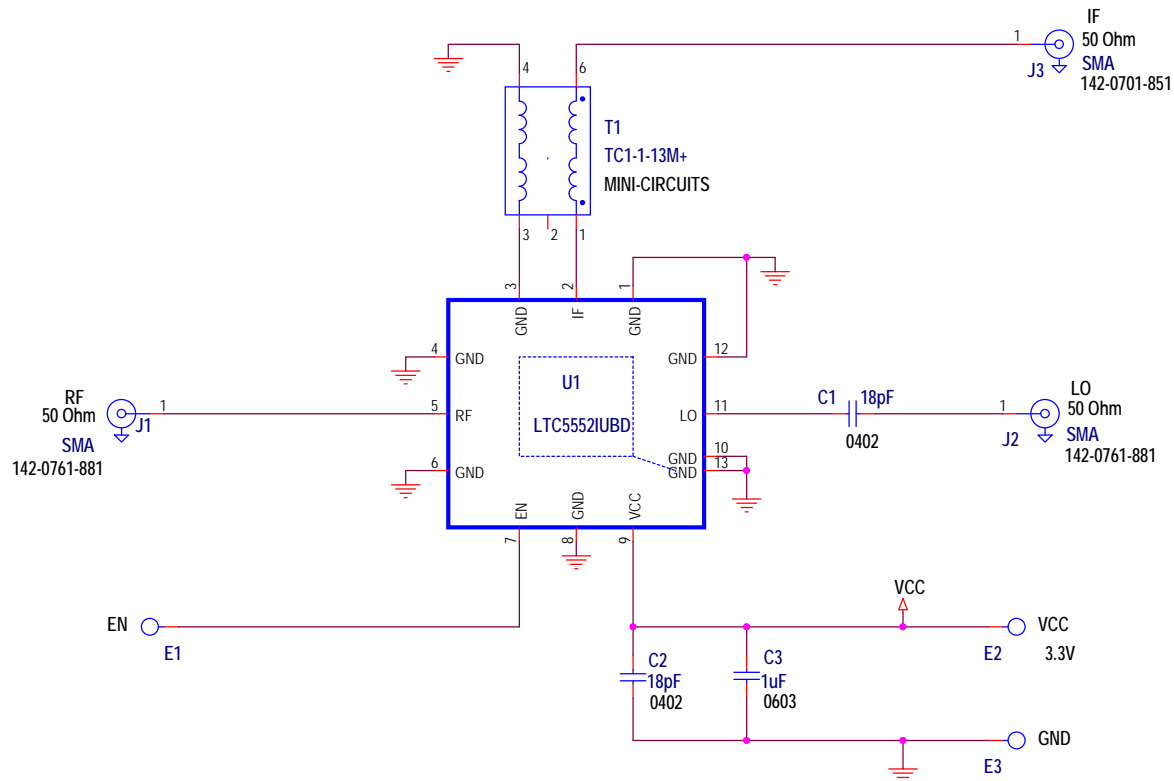 IF
50 Ohm
SMA
142-0701-851
J3
1
4
6
T1
TC1-1-13M+
MINI-CIRCUITS
3
2
1
3
2
1
GND
IF
GND
4
GND
GND
12
U1
LTC5552IUBD
RF
50 Ohm
SMA
142-0761-881
J1
1
5
RF
LO
11
C1
18pF
0402
1
J2
LO
50 Ohm
SMA
142-0761-881
6
GND
GND
10
GND
13
EN
GND
VCC
7
8
9
EN
E1
VCC
VCC
3.3V
E2
C2
18pF
0402
C3
1uF
0603
GND
E3